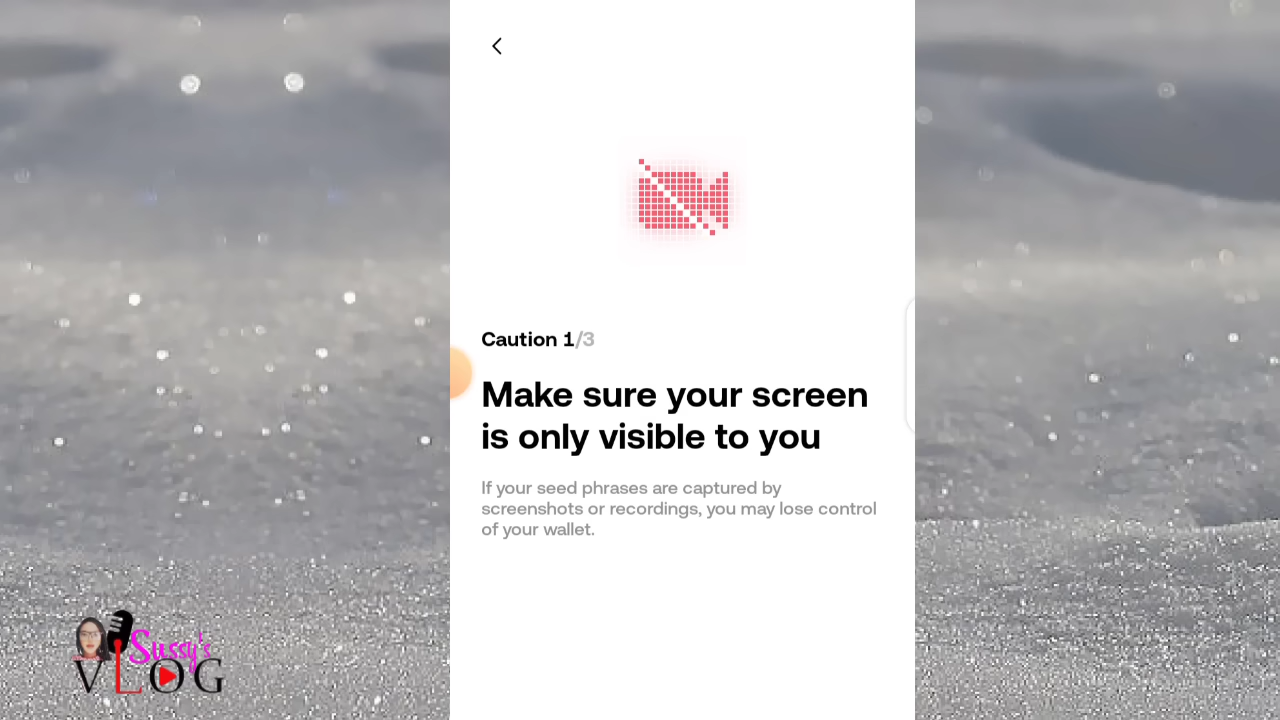 Caution 1/3
Make sure your screen
is only visible to you
If your seed phrases are captured by
screenshots or recordings, you may lose control
of your wallet.
Sussy's
VLOG